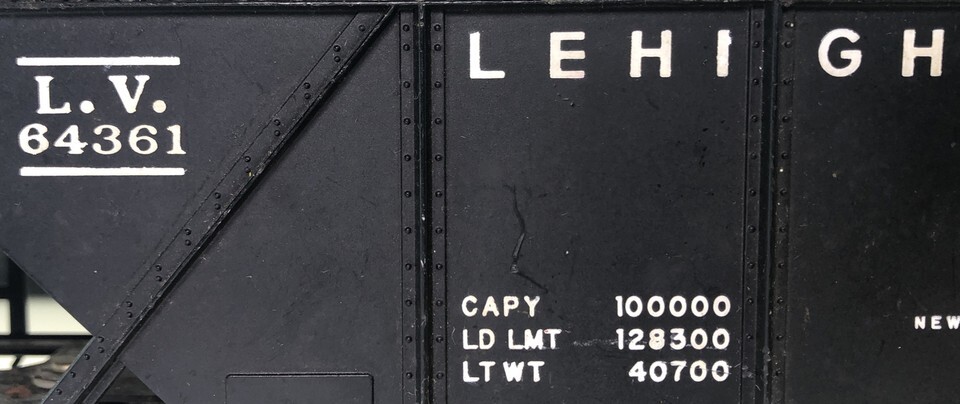 L. V.
64361
LEHIGH
CAPY 100000
LD LMT 128300
LT WT 40700
NEW